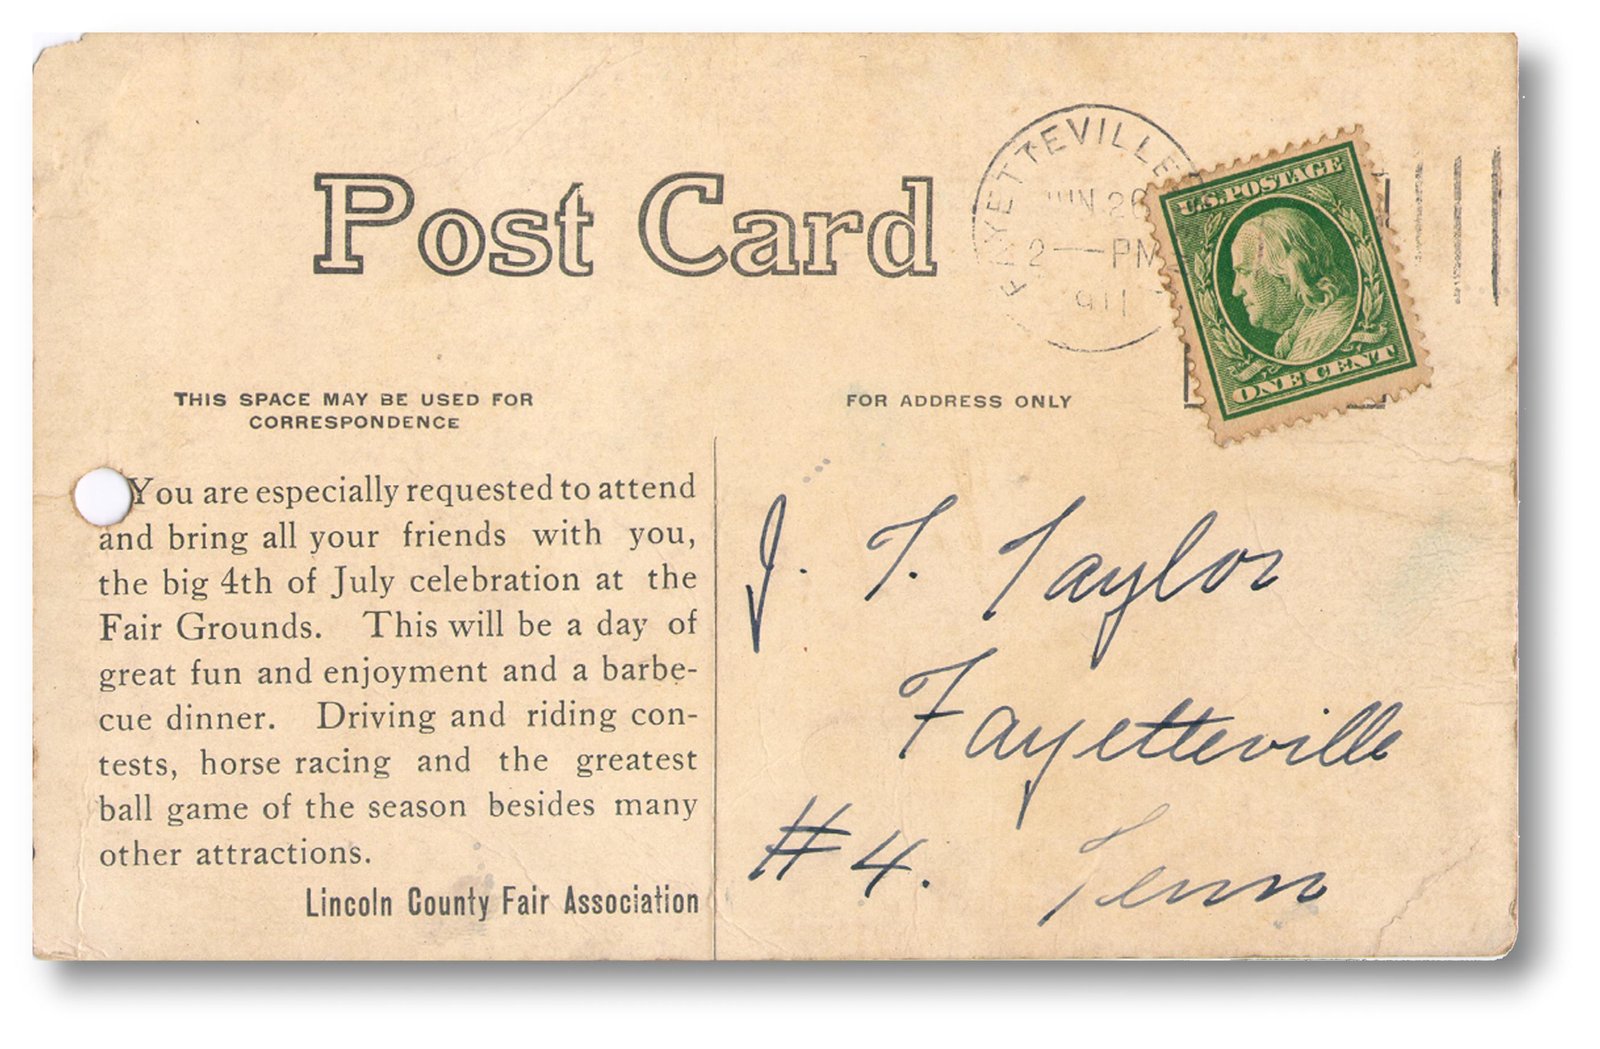 Post Card
FAYETTEVILLE
JUN 26
2—PM
1911
U.S. POSTAGE
ONE CENT
THIS SPACE MAY BE USED FOR
CORRESPONDENCE
FOR ADDRESS ONLY
You are especially requested to attend
and bring all your friends with you,
the big 4th of July celebration at the
Fair Grounds. This will be a day of
great fun and enjoyment and a barbe-
cue dinner. Driving and riding con-
tests, horse racing and the greatest
ball game of the season besides many
other attractions.
Lincoln County Fair Association
J. T. Taylor
Fayetteville
#4. Tenn